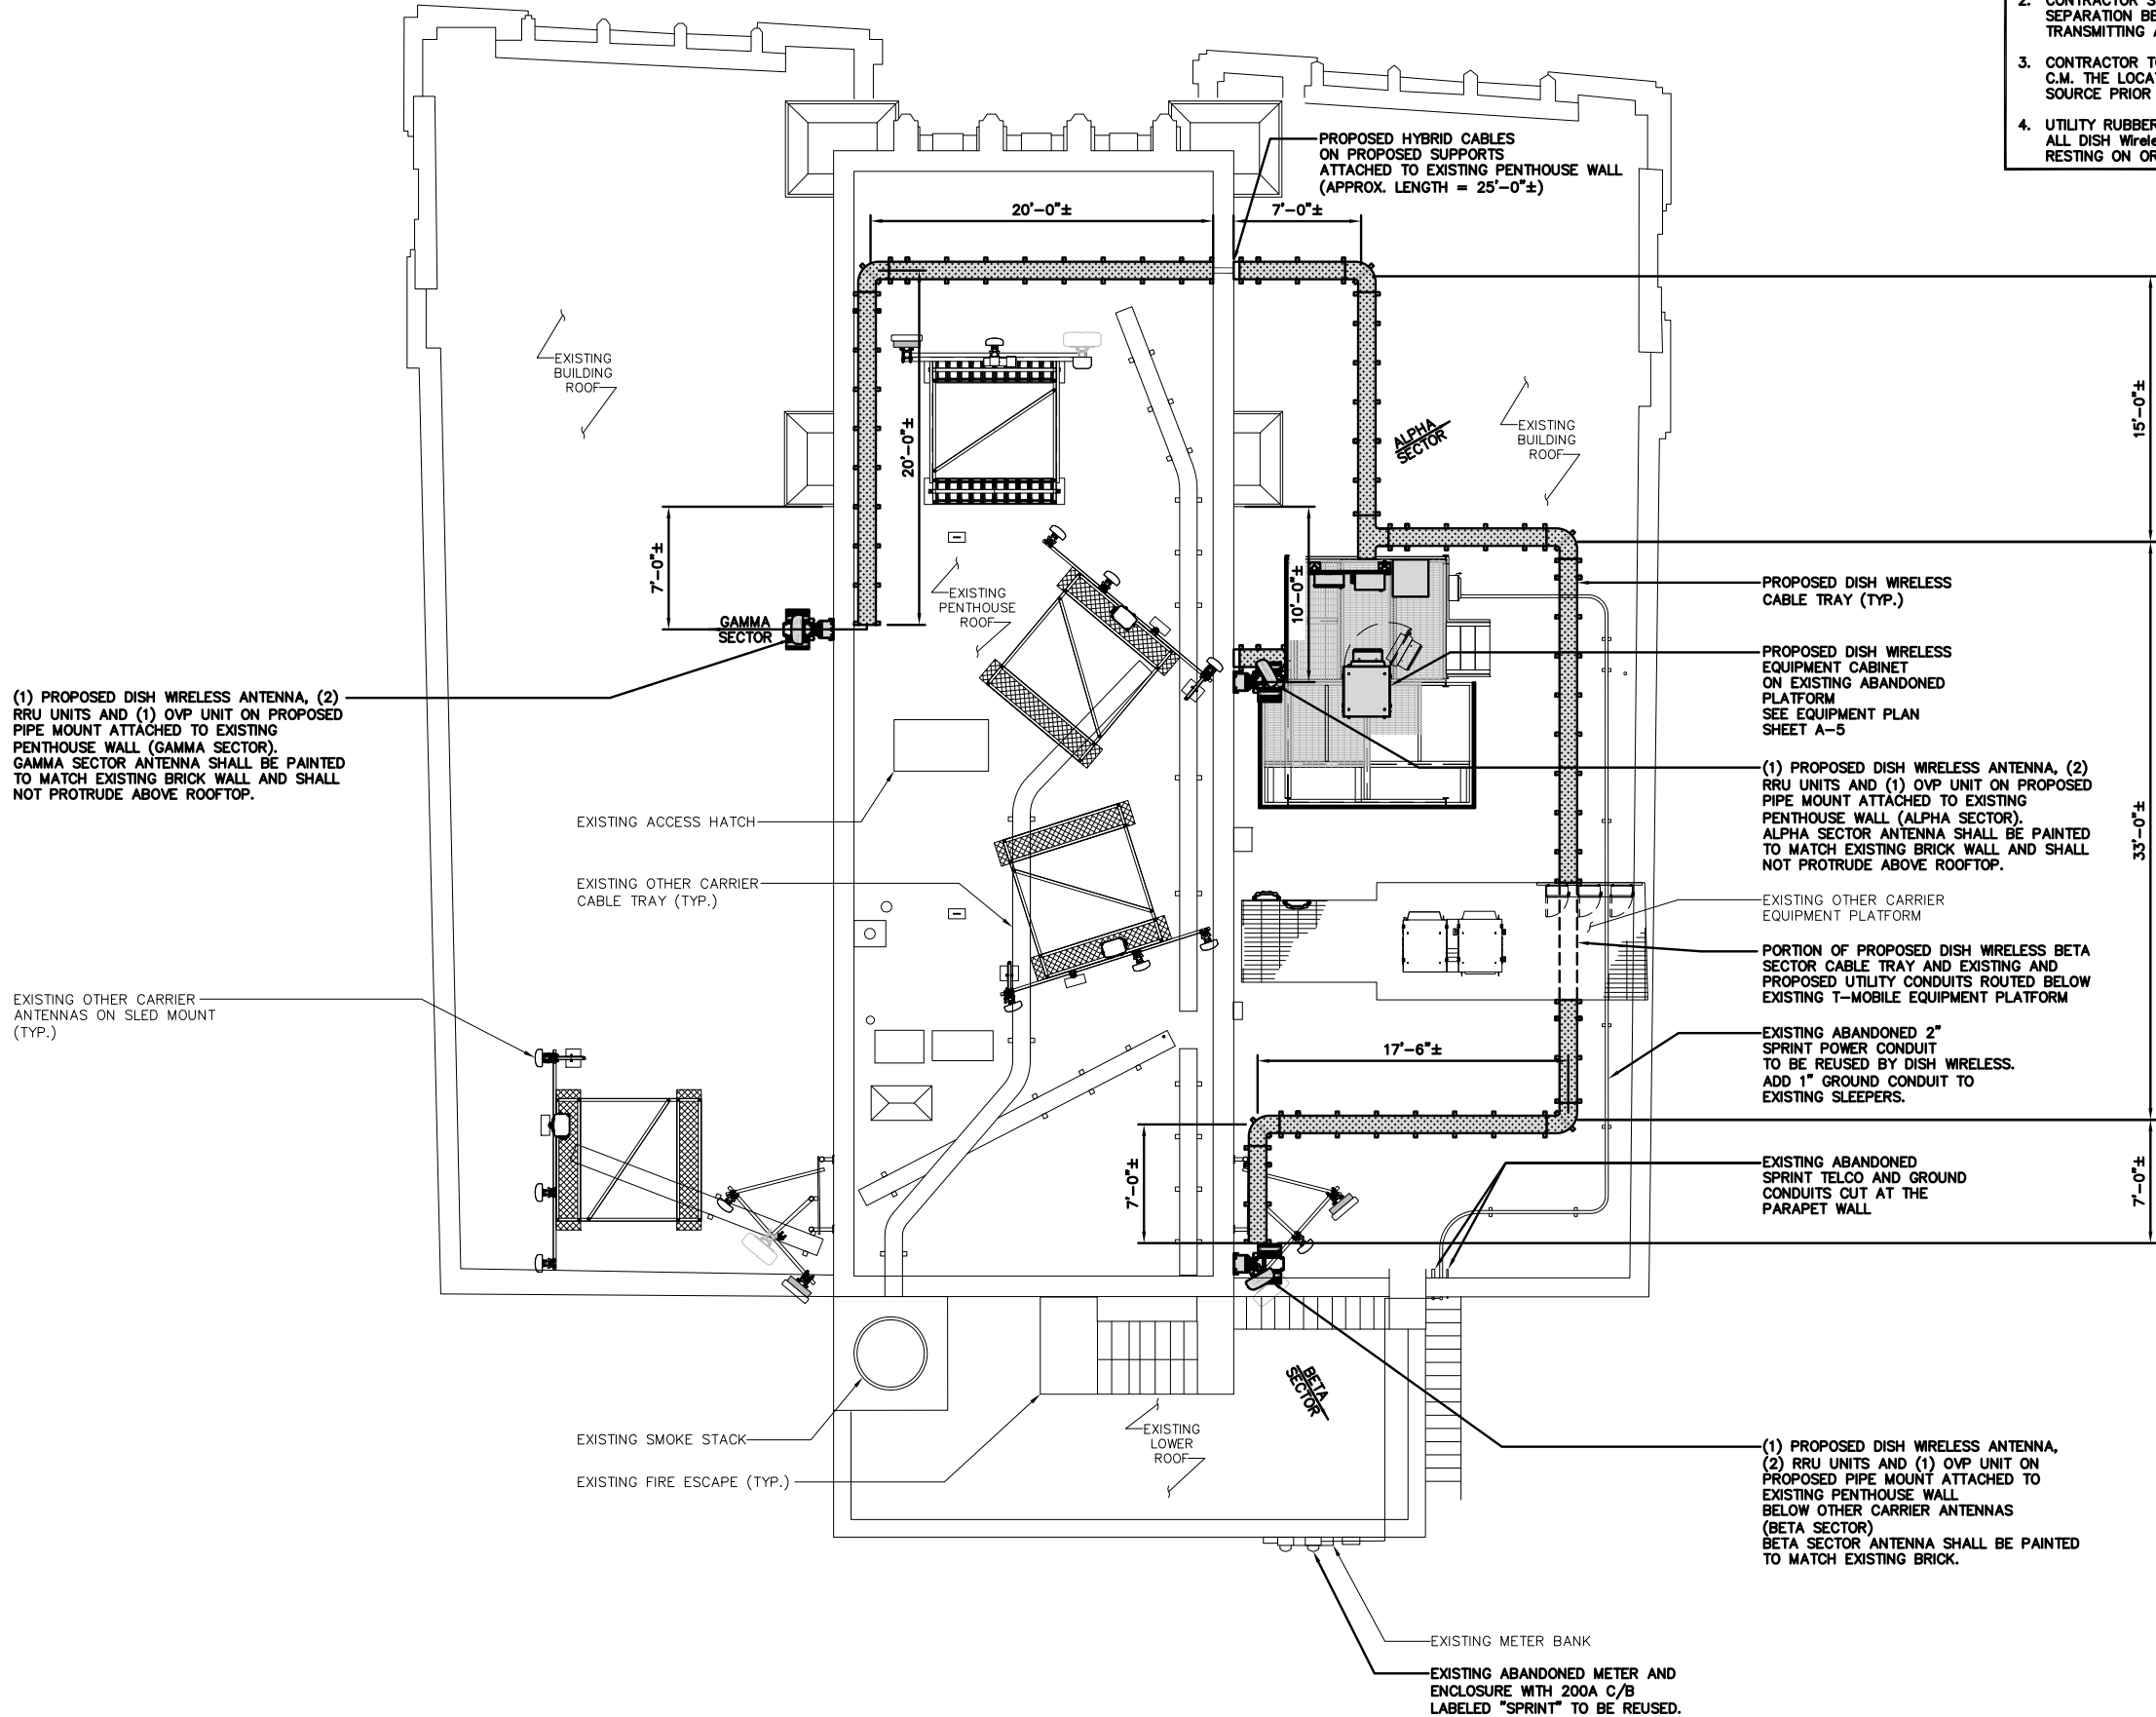 2. CONTRACTOR
SEPARATION
TRANSMITTING
3. CONTRACTOR
C.M. THE
SOURCE PRIOR
4. UTILITY RUBBER
ALL DISH
RESTING ON
PROPOSED HYBRID CABLES
ON PROPOSED SUPPORTS
ATTACHED TO EXISTING PENTHOUSE WALL
(APPROX. LENGTH = 25'-0"±)
20'-0"±
7'-0"±
EXISTING
BUILDING
ROOF
20'-0"±
ALPHA
SECTOR
EXISTING
BUILDING
ROOF
15'-0"±
7'-0"±
10'-0"±
EXISTING
PENTHOUSE
ROOF
GAMMA
SECTOR
PROPOSED DISH WIRELESS
CABLE TRAY (TYP.)
PROPOSED DISH WIRELESS
EQUIPMENT CABINET
ON EXISTING ABANDONED
PLATFORM
SEE EQUIPMENT PLAN
SHEET A-5
(1) PROPOSED DISH WIRELESS ANTENNA, (2)
RRU UNITS AND (1) OVP UNIT ON PROPOSED
PIPE MOUNT ATTACHED TO EXISTING
PENTHOUSE WALL (GAMMA SECTOR).
GAMMA SECTOR ANTENNA SHALL BE PAINTED
TO MATCH EXISTING BRICK WALL AND SHALL
NOT PROTRUDE ABOVE ROOFTOP.
(1) PROPOSED DISH WIRELESS ANTENNA, (2)
RRU UNITS AND (1) OVP UNIT ON PROPOSED
PIPE MOUNT ATTACHED TO EXISTING
PENTHOUSE WALL (ALPHA SECTOR).
ALPHA SECTOR ANTENNA SHALL BE PAINTED
TO MATCH EXISTING BRICK WALL AND SHALL
NOT PROTRUDE ABOVE ROOFTOP.
33'-0"±
EXISTING ACCESS HATCH
EXISTING OTHER CARRIER
CABLE TRAY (TYP.)
EXISTING OTHER CARRIER
EQUIPMENT PLATFORM
PORTION OF PROPOSED DISH WIRELESS BETA
SECTOR CABLE TRAY AND EXISTING AND
PROPOSED UTILITY CONDUITS ROUTED BELOW
EXISTING T-MOBILE EQUIPMENT PLATFORM
EXISTING OTHER CARRIER
ANTENNAS ON SLED MOUNT
(TYP.)
EXISTING ABANDONED 2"
SPRINT POWER CONDUIT
TO BE REUSED BY DISH WIRELESS.
ADD 1" GROUND CONDUIT TO
EXISTING SLEEPERS.
17'-6"±
7'-0"±
EXISTING ABANDONED
SPRINT TELCO AND GROUND
CONDUITS CUT AT THE
PARAPET WALL
7'-0"±
BETA
SECTOR
EXISTING SMOKE STACK
EXISTING
LOWER
ROOF
EXISTING FIRE ESCAPE (TYP.)
(1) PROPOSED DISH WIRELESS ANTENNA,
(2) RRU UNITS AND (1) OVP UNIT ON
PROPOSED PIPE MOUNT ATTACHED TO
EXISTING PENTHOUSE WALL
BELOW OTHER CARRIER ANTENNAS
(BETA SECTOR)
BETA SECTOR ANTENNA SHALL BE PAINTED
TO MATCH EXISTING BRICK.
EXISTING METER BANK
EXISTING ABANDONED METER AND
ENCLOSURE WITH 200A C/B
LABELED "SPRINT" TO BE REUSED.